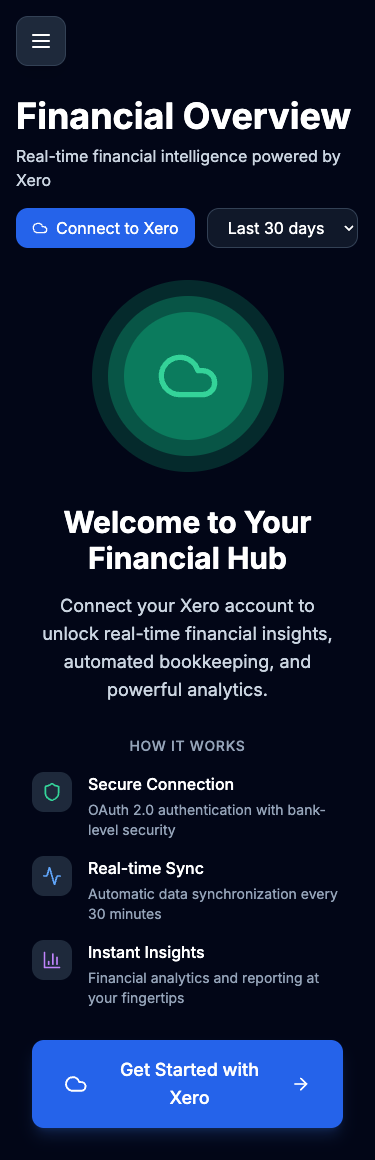 Financial Overview
Real-time financial intelligence powered by
Xero
Connect to Xero
Last 30 days
Welcome to Your
Financial Hub
Connect your Xero account to
unlock real-time financial insights,
automated bookkeeping, and
powerful analytics.
HOW IT WORKS
Secure Connection
OAuth 2.0 authentication with bank-
level security
Real-time Sync
Automatic data synchronization every
30 minutes
Instant Insights
Financial analytics and reporting at
your fingertips
Get Started with
Xero